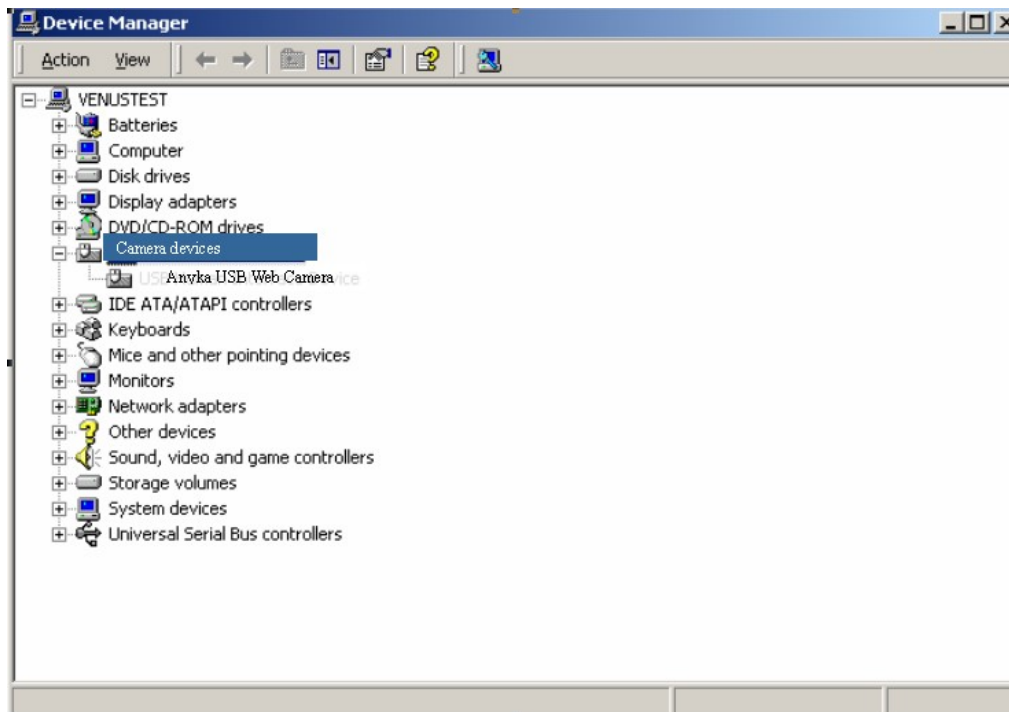 Device Manager
Action View
VENUSTEST
Batteries
Computer
Disk drives
Display adapters
DVD/CD-ROM drives
Camera devices
Anyka USB Web Camera
IDE ATA/ATAPI controllers
Keyboards
Mice and other pointing devices
Monitors
Network adapters
Other devices
Sound, video and game controllers
Storage volumes
System devices
Universal Serial Bus controllers